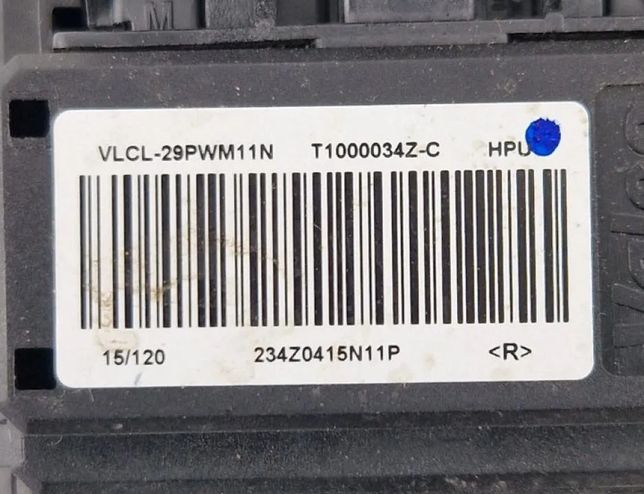 M
VLCL-29PWM11N T1000034Z-C HPU
15/120 234Z0415N11P <R>